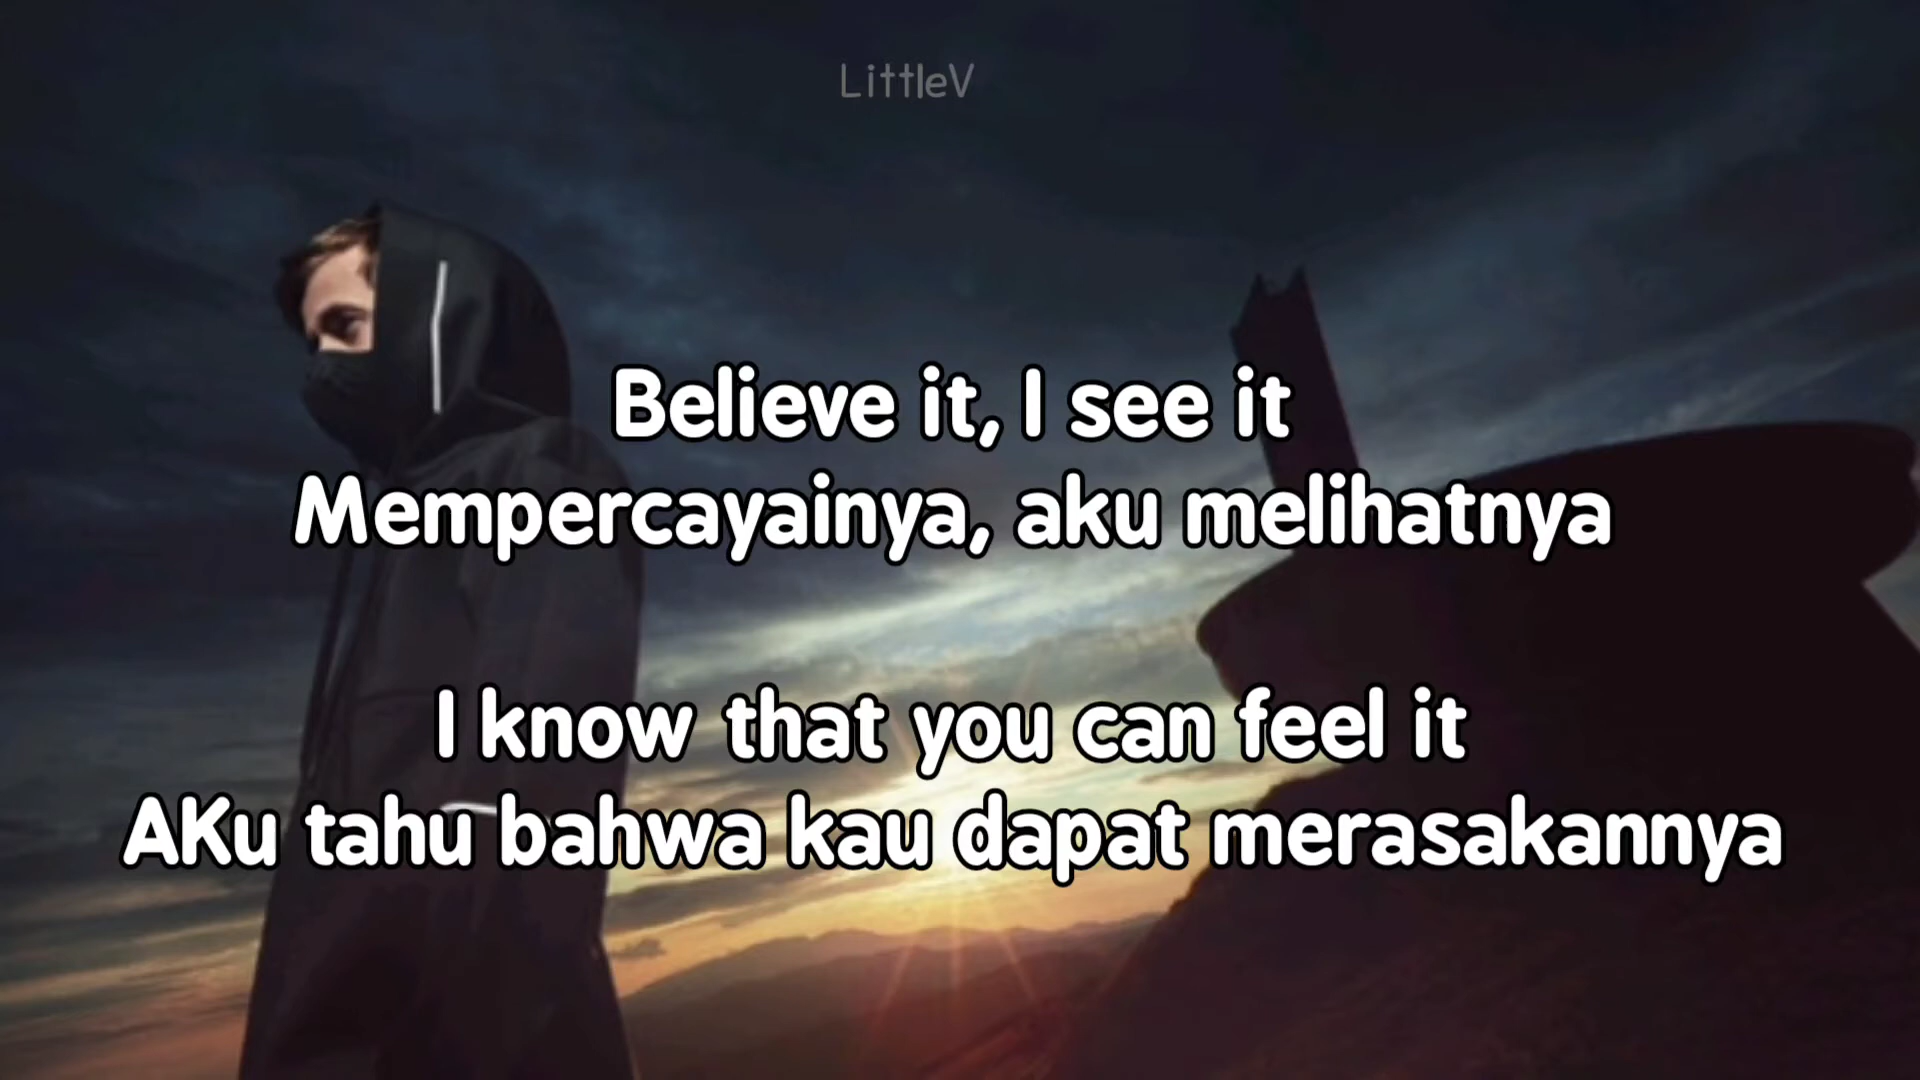 LittleV
Believe it, I see it
Mempercayainya, aku melihatnya
I know that you can feel it
AKu tahu bahwa kau dapat merasakannya